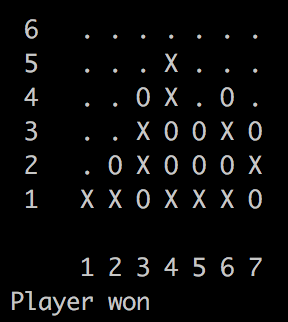 6 . . . . . . .
5 . . . X . . .
4 . . O X . O .
3 . . X O O X O
2 . O X O O O X
1 X X O X X X O
1 2 3 4 5 6 7
Player won